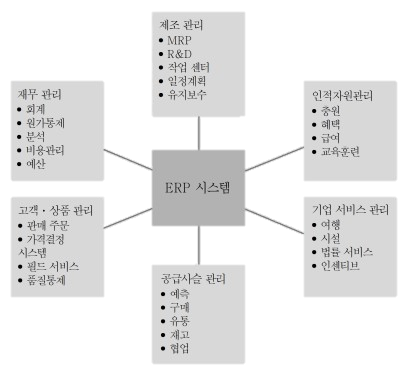 제조 관리
• MRP
• R&D
• 작업 센터
• 일정계획
• 유지보수
재무 관리
• 회계
• 원가통제
• 분석
• 비용관리
• 예산
인적자원관리
• 충원
• 혜택
• 급여
• 교육훈련
ERP 시스템
고객·상품 관리
• 판매 주문
• 가격결정
시스템
• 필드 서비스
• 품질통제
기업 서비스 관리
• 여행
• 시설
• 법률 서비스
• 인센티브
공급사슬 관리
• 예측
• 구매
• 유통
• 재고
• 협업